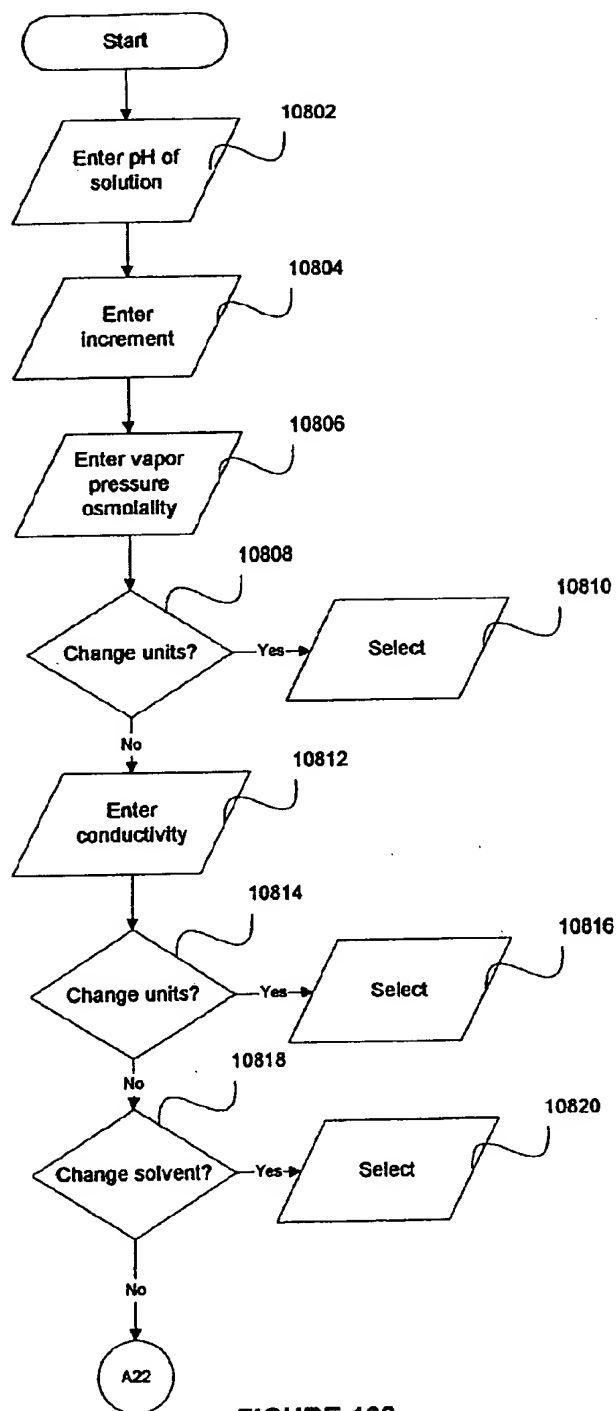 Start
10802
Enter pH of
solution
10804
Enter
increment
10806
Enter vapor
pressure
osmolality
10808
10810
Change units?
Yes
Select
No
10812
Enter
conductivity
10814
10816
Change units?
Yes
Select
No
10818
10820
Change solvent?
Yes
Select
No
A22